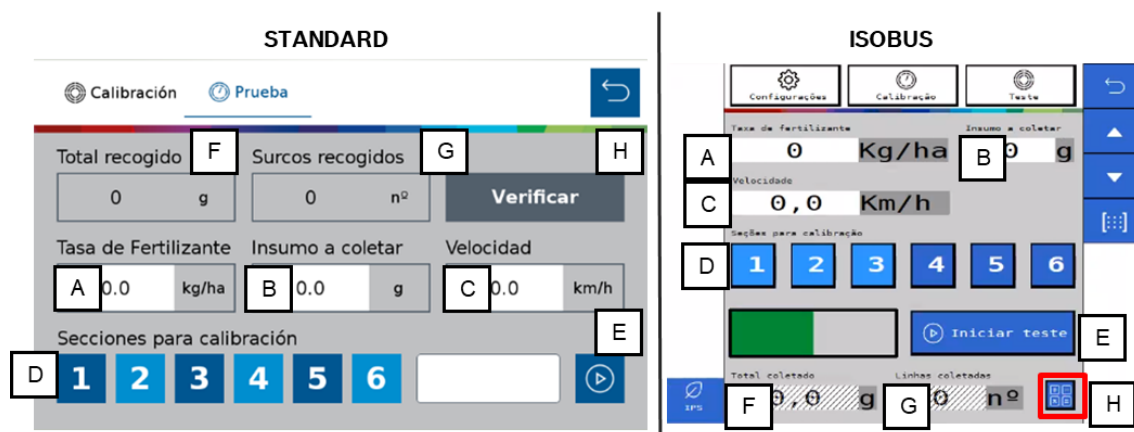 STANDARD
Calibración Prueba
Total recogido F Surcos recogidos G H
0 g 0 nº Verificar
Tasa de Fertilizante Insumo a coletar Velocidad
A 0.0 kg/ha B 0.0 g C 0.0 km/h
Secciones para calibración E
D 1 2 3 4 5 6
ISOBUS
Configurações Calibração Teste
Taxa de fertilizante Insumo a coletar
A 0 Kg/ha B 0 g
Velocidade
C 0,0 Km/h
Seções para calibração
D 1 2 3 4 5 6
Iniciar teste E
Total coletado Linhas coletadas
IPS F 0,0 g G 0 nº H